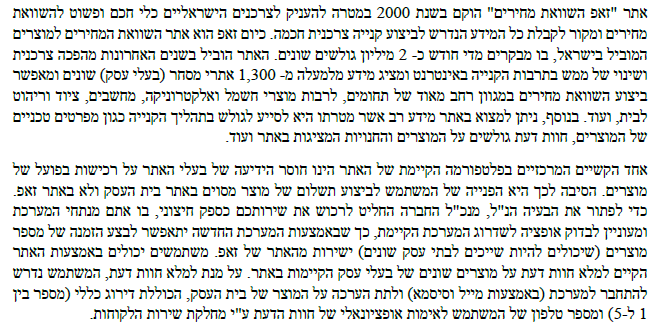 אתר "זאפ השוואת מחירים" הוקם בשנת 2000 במטרה להעניק לצרכנים הישראליים כלי חכם ופשוט להשוואת
מחירים ומקור לקבלת כל המידע הנדרש לביצוע קנייה צרכנית חכמה. כיום זאפ הוא אתר השוואת המחירים למוצרים
המוביל בישראל, בו מבקרים מדי חודש כ- 2 מיליון גולשים שונים. האתר הוביל בשנים האחרונות מהפכה צרכנית
ושינוי של ממש בתרבות הקנייה באינטרנט ומציג מידע מלמעלה מ- 1,300 אתרי מסחר (בעלי עסק) שונים ומאפשר
ביצוע השוואת מחירים במגוון רחב מאוד של תחומים, לרבות מוצרי חשמל ואלקטרוניקה, מחשבים, ציוד וריהוט
לבית, ועוד. בנוסף, ניתן למצוא באתר מידע רב אשר מטרתו היא לסייע לגולש בתהליך הקנייה כגון מפרטים טכניים
של המוצרים, חוות דעת גולשים על המוצרים והחנויות המציגות באתר ועוד.
אחד הקשיים המרכזיים בפלטפורמה הקיימת של האתר הינו חוסר הידיעה של בעלי האתר על רכישות בפועל של
מוצרים. הסיבה לכך היא הפנייה של המשתמש לביצוע תשלום של מוצר מסוים באתר בית העסק ולא באתר זאפ.
כדי לפתור את הבעיה הנ"ל, מנכ"ל החברה החליט לרכוש את שירותכם כספק חיצוני, בו אתם מנתחי המערכת
ומעוניין לבדוק אופציה לשדרוג המערכת הקיימת, כך שבאמצעות המערכת החדשה יתאפשר לבצע הזמנה של מספר
מוצרים (שיכולים להיות שייכים לבתי עסק שונים) ישירות מהאתר של זאפ. משתמשים יכולים באמצעות האתר
הקיים למלא חוות דעת על מוצרים שונים של בעלי עסק הקיימות באתר. על מנת למלא חוות דעת, המשתמש נדרש
להתחבר למערכת (באמצעות מייל וסיסמא) ולתת הערכה על המוצר של בית העסק, הכוללת דירוג כללי (מספר בין
1 ל-5) ומספר טלפון של המשתמש לאימות אופציונאלי של חוות הדעת ע"י מחלקת שירות הלקוחות.